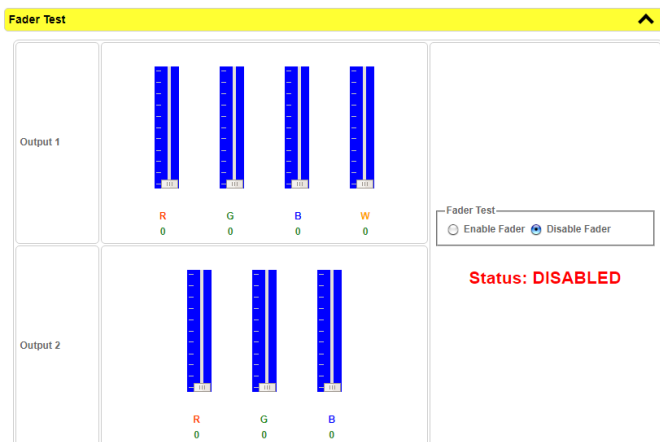 Fader Test
Output 1
R G B W
0 0 0 0
Fader Test
Enable Fader Disable Fader
Status: DISABLED
Output 2
R G B
0 0 0